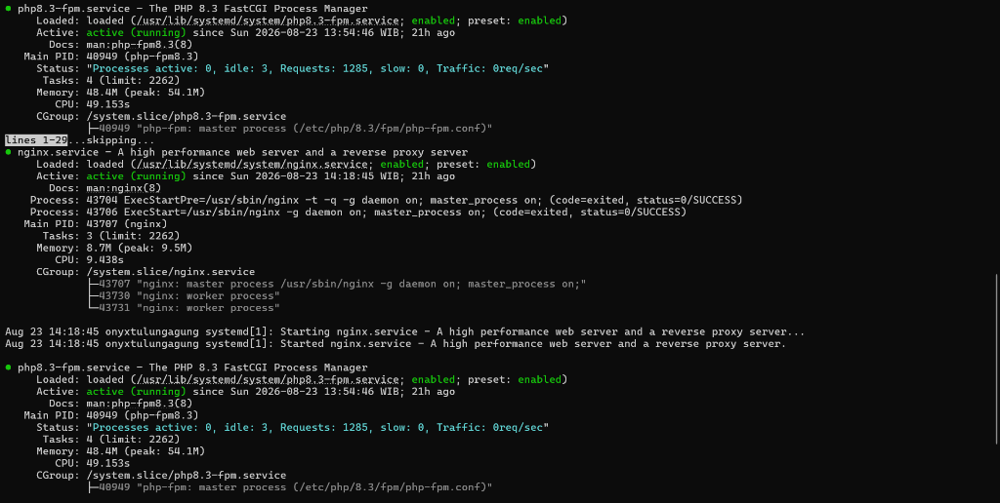 ● php8.3-fpm.service - The PHP 8.3 FastCGI Process Manager
     Loaded: loaded (/usr/lib/systemd/system/php8.3-fpm.service; enabled; preset: enabled)
     Active: active (running) since Sun 2026-08-23 13:54:46 WIB; 21h ago
       Docs: man:php-fpm8.3(8)
   Main PID: 40949 (php-fpm8.3)
     Status: "Processes active: 0, idle: 3, Requests: 1285, slow: 0, Traffic: 0req/sec"
      Tasks: 4 (limit: 2262)
     Memory: 48.4M (peak: 54.1M)
        CPU: 49.153s
     CGroup: /system.slice/php8.3-fpm.service
             ├─40949 "php-fpm: master process (/etc/php/8.3/fpm/php-fpm.conf)"
lines 1-29...skipping...
● nginx.service - A high performance web server and a reverse proxy server
     Loaded: loaded (/usr/lib/systemd/system/nginx.service; enabled; preset: enabled)
     Active: active (running) since Sun 2026-08-23 14:18:45 WIB; 21h ago
       Docs: man:nginx(8)
    Process: 43704 ExecStartPre=/usr/sbin/nginx -t -q -g daemon on; master_process on; (code=exited, status=0/SUCCESS)
    Process: 43706 ExecStart=/usr/sbin/nginx -g daemon on; master_process on; (code=exited, status=0/SUCCESS)
   Main PID: 43707 (nginx)
      Tasks: 3 (limit: 2262)
     Memory: 8.7M (peak: 9.5M)
        CPU: 9.438s
     CGroup: /system.slice/nginx.service
             ├─43707 "nginx: master process /usr/sbin/nginx -g daemon on; master_process on;"
             ├─43730 "nginx: worker process"
             └─43731 "nginx: worker process"

Aug 23 14:18:45 onyxtulungagung systemd[1]: Starting nginx.service - A high performance web server and a reverse proxy server...
Aug 23 14:18:45 onyxtulungagung systemd[1]: Started nginx.service - A high performance web server and a reverse proxy server.

● php8.3-fpm.service - The PHP 8.3 FastCGI Process Manager
     Loaded: loaded (/usr/lib/systemd/system/php8.3-fpm.service; enabled; preset: enabled)
     Active: active (running) since Sun 2026-08-23 13:54:46 WIB; 21h ago
       Docs: man:php-fpm8.3(8)
   Main PID: 40949 (php-fpm8.3)
     Status: "Processes active: 0, idle: 3, Requests: 1285, slow: 0, Traffic: 0req/sec"
      Tasks: 4 (limit: 2262)
     Memory: 48.4M (peak: 54.1M)
        CPU: 49.153s
     CGroup: /system.slice/php8.3-fpm.service
             ├─40949 "php-fpm: master process (/etc/php/8.3/fpm/php-fpm.conf)"